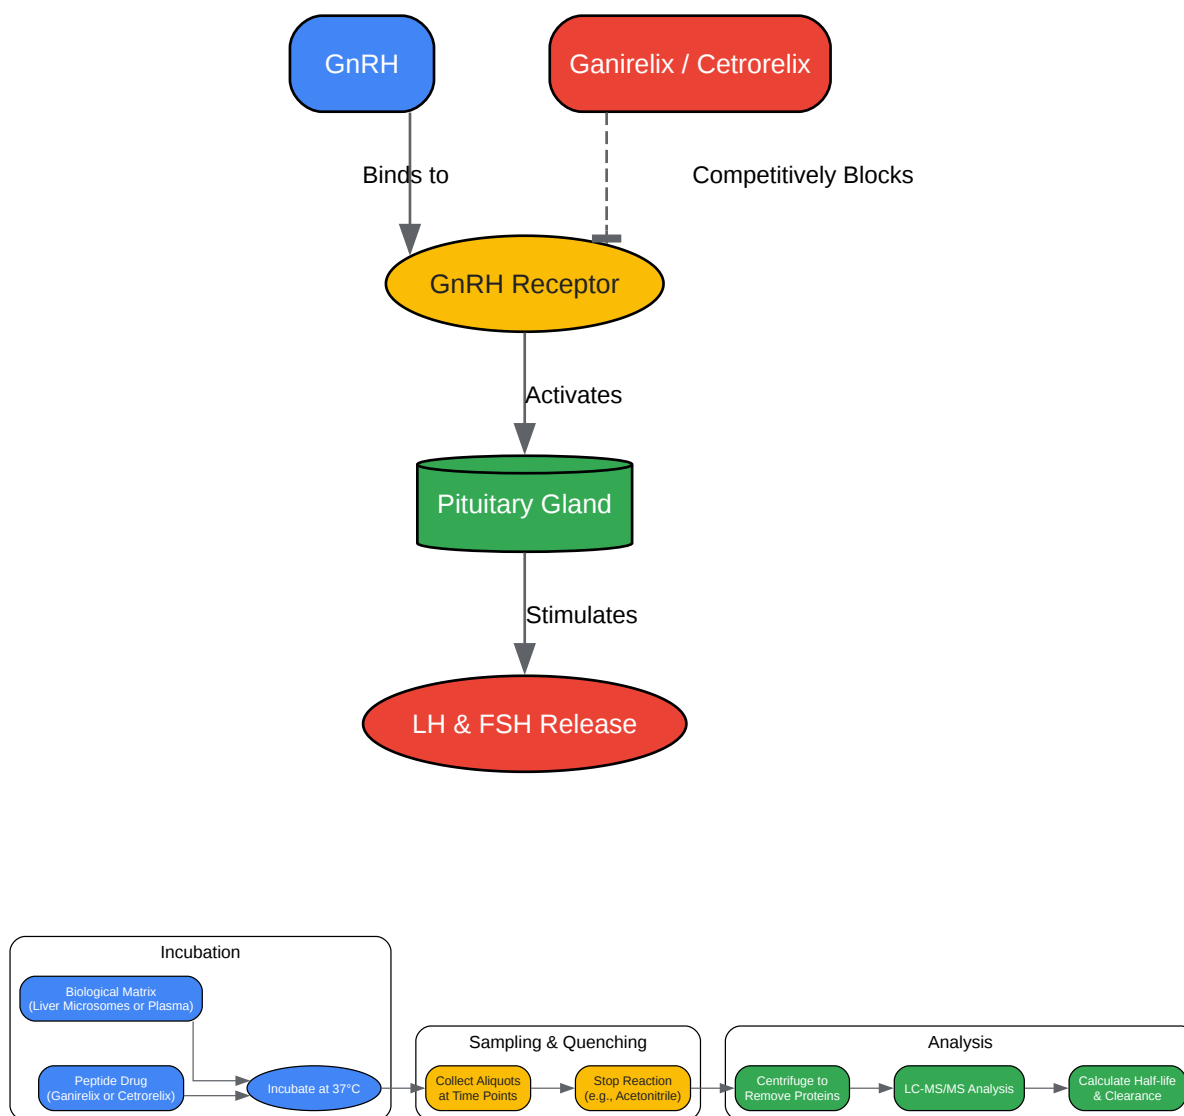 GnRH
Ganirelix / Cetrorelix
Binds to
Competitively Blocks
GnRH Receptor
Activates
Pituitary Gland
Stimulates
LH & FSH Release
Incubation
Biological Matrix
(Liver Microsomes or Plasma)
Peptide Drug
(Ganirelix or Cetrorelix)
Incubate at 37°C
Sampling & Quenching
Collect Aliquots
at Time Points
Stop Reaction
(e.g., Acetonitrile)
Analysis
Centrifuge to
Remove Proteins
LC-MS/MS Analysis
Calculate Half-life
& Clearance